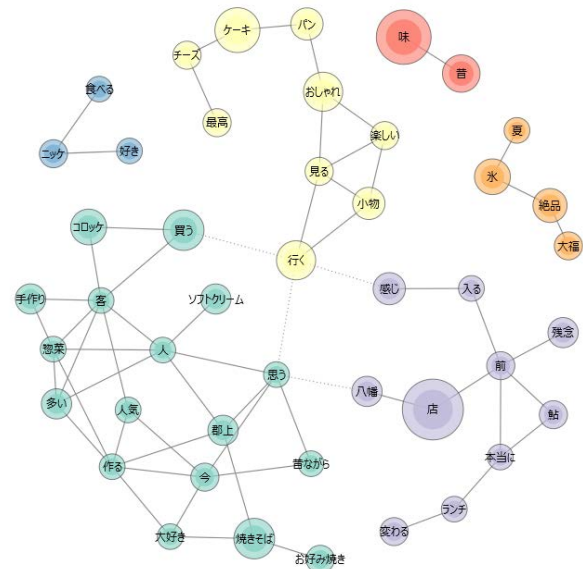 ケーキ
パン
味
チーズ
昔
食べる
おしゃれ
最高
楽しい
夏
ニッケ
好き
見る
氷
小物
絶品
大福
コロッケ
買う
行く
感じ
入る
手作り
客
ソフトクリーム
残念
惣菜
人
思う
前
八幡
店
多い
人気
郡上
鮎
作る
今
昔ながら
本当に
ランチ
変わる
大好き
焼きそば
お好み焼き